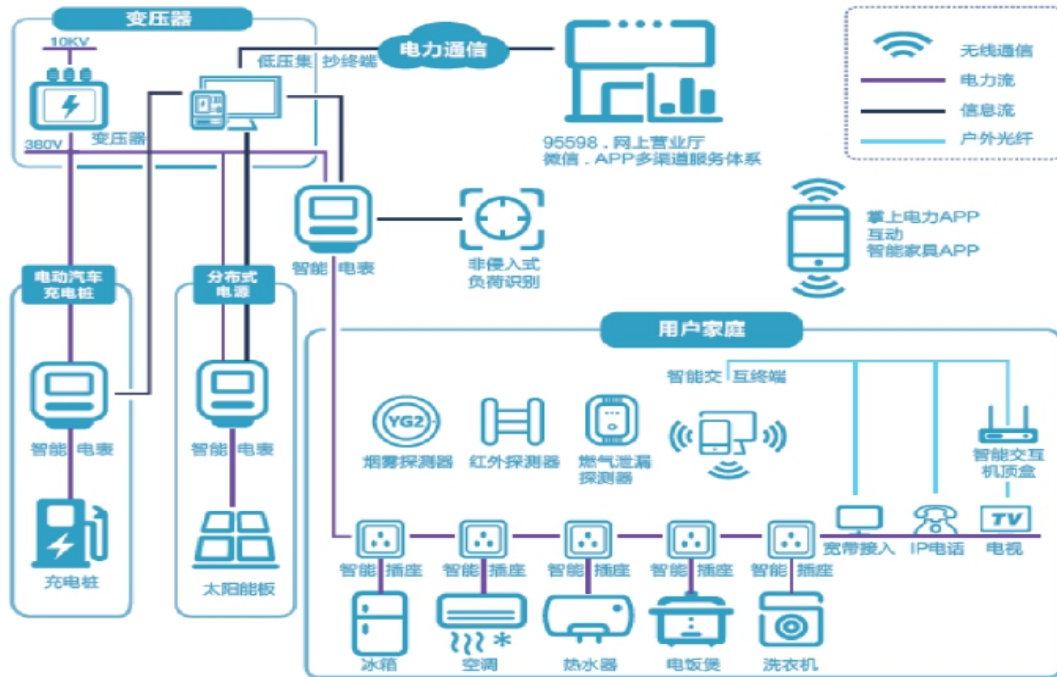 变压器
10KV
低压集 抄终端
电力通信
变压器
380V
95598．网上营业厅
微信．APP多渠道服务体系
无线通信
电力流
信息流
户外光纤
掌上电力APP
互动
智能家具APP
智能 电表
非侵入式
负荷识别
电动汽车
充电桩
分布式
电源
智能 电表
智能 电表
充电桩
太阳能板
用户家庭
智能交 互终端
YG2
烟雾探测器
红外探测器
燃气泄漏
探测器
智能交互
机顶盒
TV
宽带接入
IP电话
电视
智能 插座
智能 插座
智能 插座
智能 插座
智能 插座
冰箱
空调
热水器
电饭煲
洗衣机